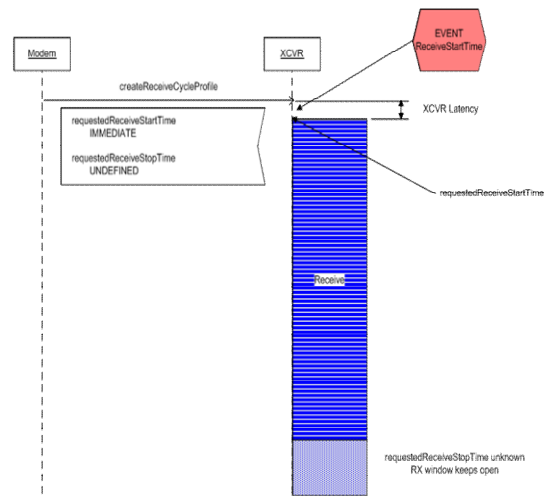 EVENT
ReceiveStartTime
Modem
XCVR
createReceiveCycleProfile
XCVR Latency
requestedReceiveStartTime
IMMEDIATE
requestedReceiveStopTime
UNDEFINED
requestedReceiveStartTime
Receive
requestedReceiveStopTime unknown
RX window keeps open